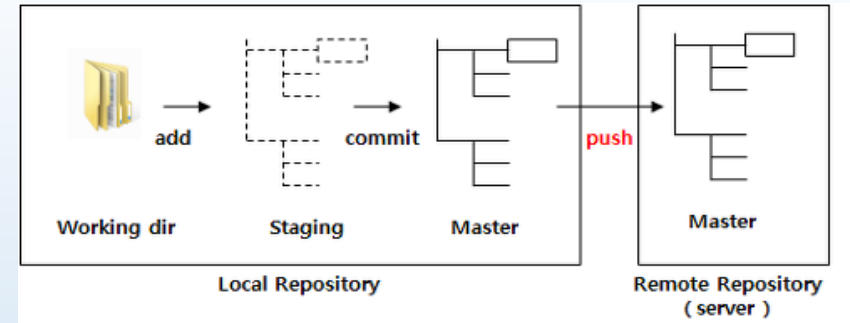 add
commit
push
Working dir
Staging
Master
Master
Local Repository
Remote Repository
( server )